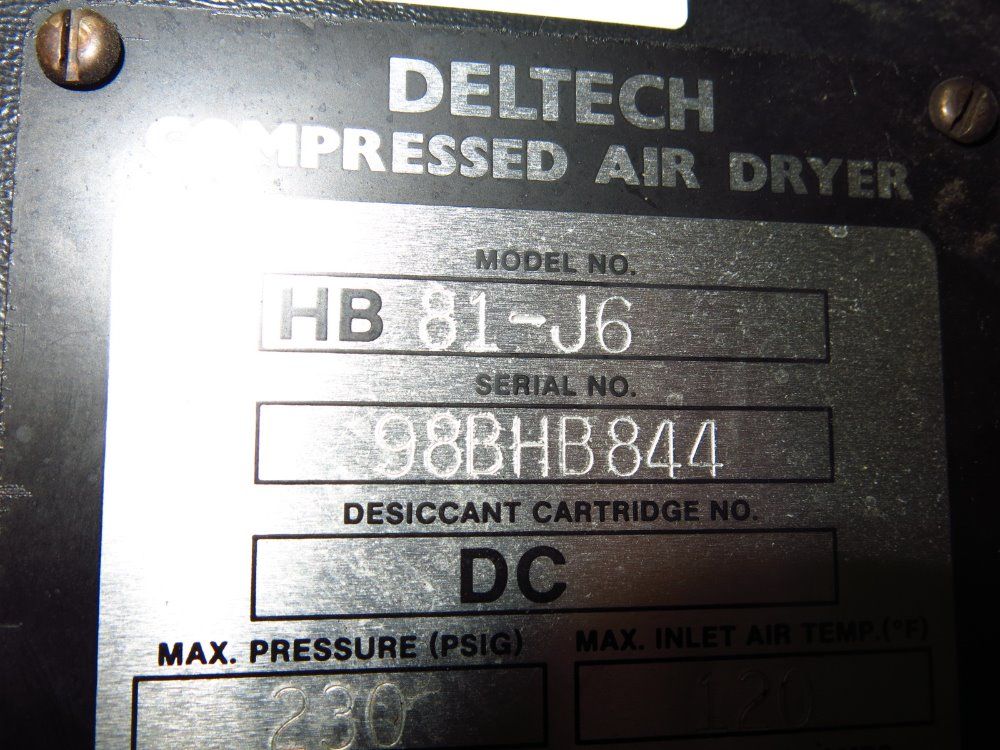 DELTECH
COMPRESSED AIR DRYER
MODEL NO.
HB 81-J6
SERIAL NO.
98BHB844
DESICCANT CARTRIDGE NO.
DC
MAX. PRESSURE (PSIG) MAX. INLET AIR TEMP.(°F)
230 120